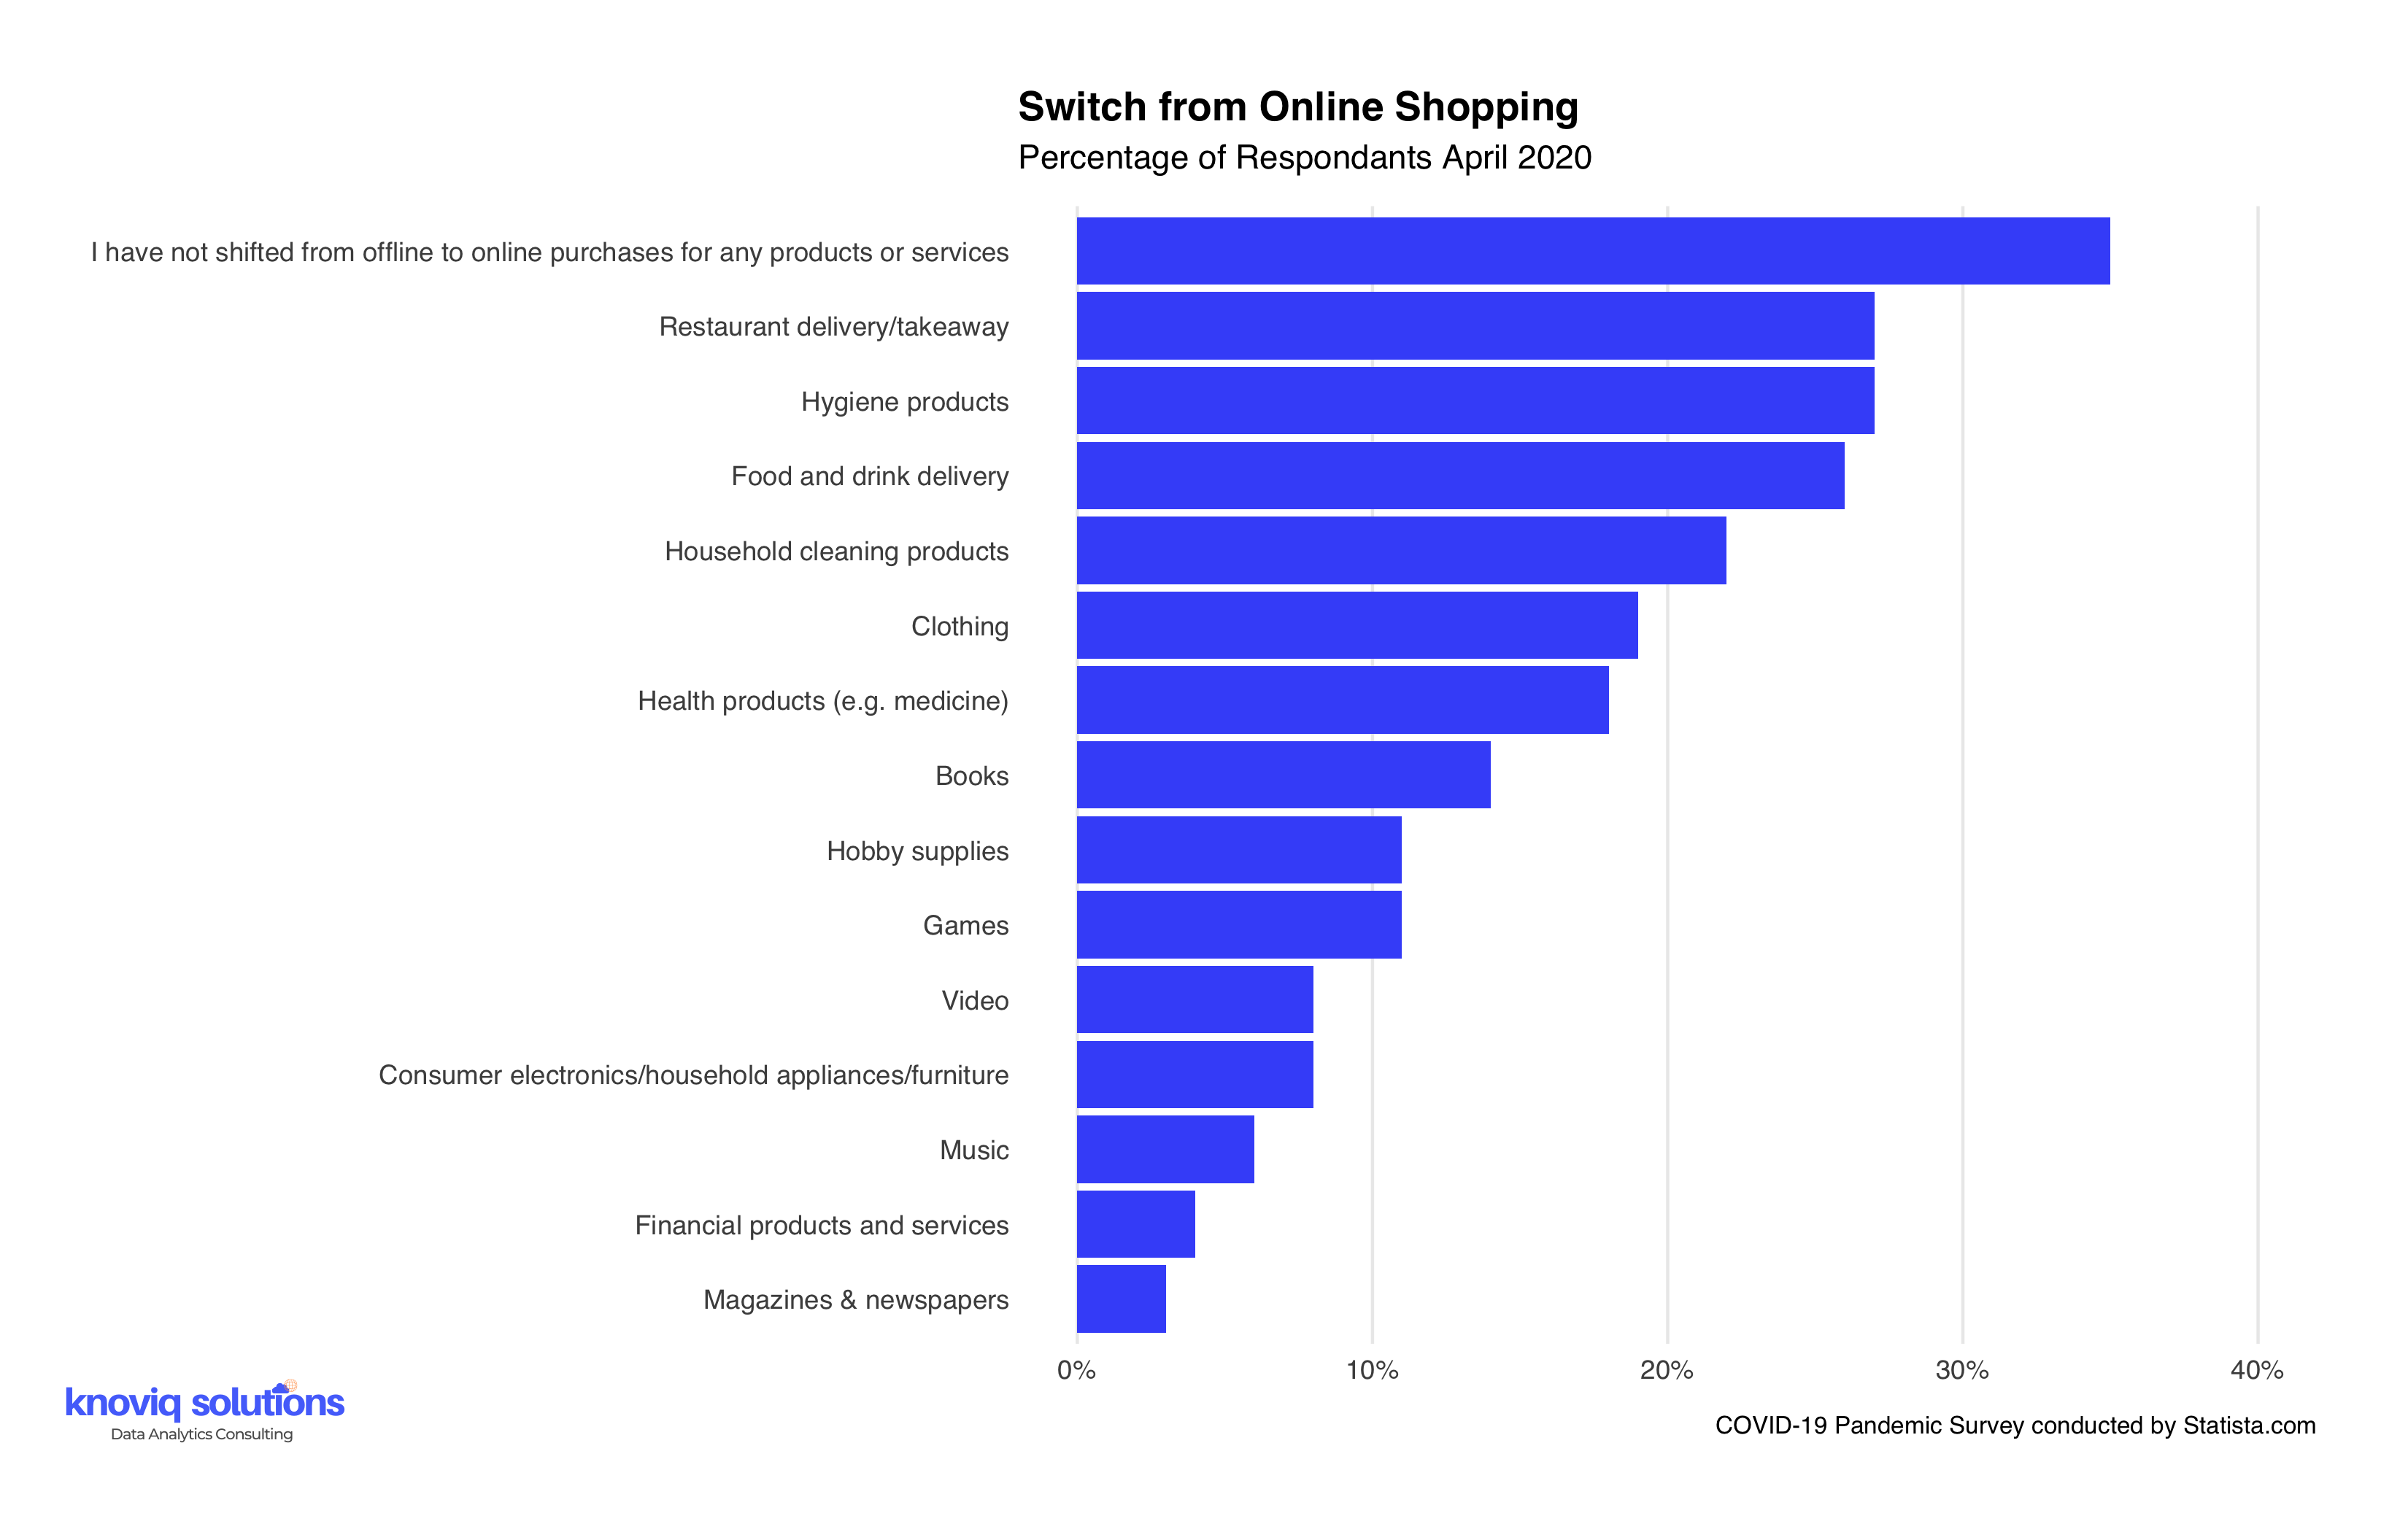 Switch from Online Shopping
Percentage of Respondants April 2020
I have not shifted from offline to online purchases for any products or services
Restaurant delivery/takeaway
Hygiene products
Food and drink delivery
Household cleaning products
Clothing
Health products (e.g. medicine)
Books
Hobby supplies
Games
Video
Consumer electronics/household appliances/furniture
Music
Financial products and services
Magazines & newspapers
0% 10% 20% 30% 40%
knoviq solutions
Data Analytics Consulting
COVID-19 Pandemic Survey conducted by Statista.com